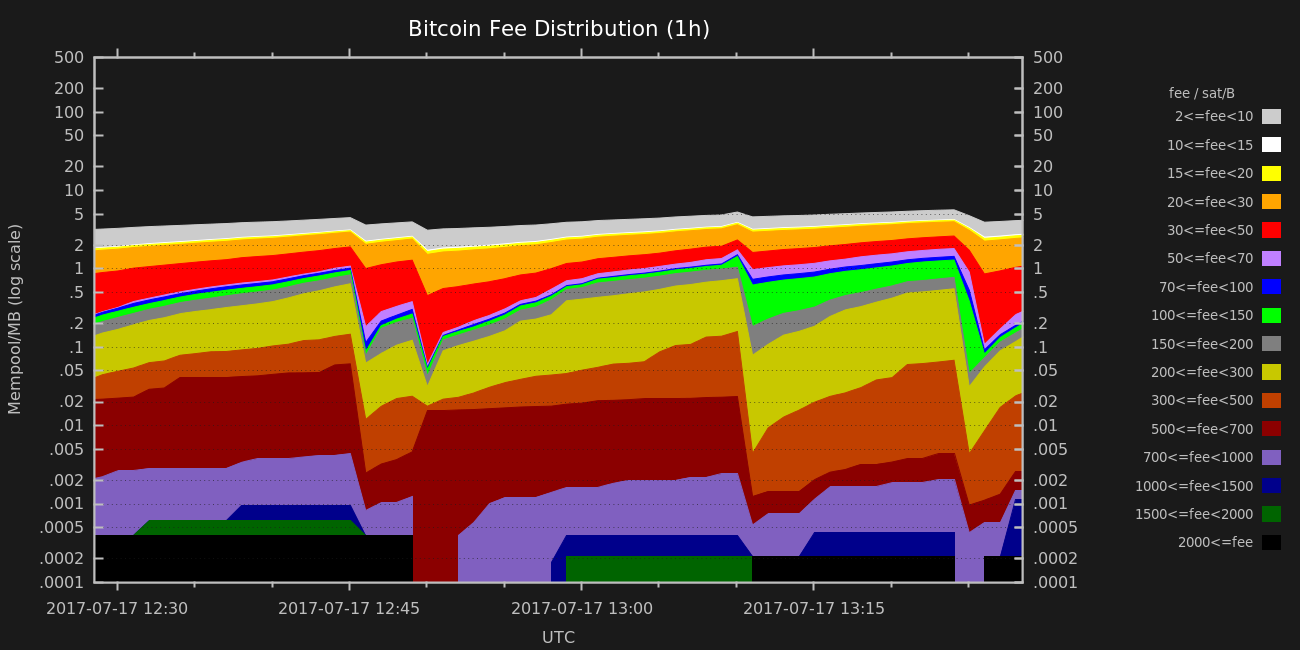 Bitcoin Fee Distribution (1h)
500 500
200 200
100 100
50 50
20 20
10 10
5 5
2 2
1 1
.5 .5
.2 .2
.1 .1
.05 .05
.02 .02
.01 .01
.005 .005
.002 .002
.001 .001
.0005 .0005
.0002 .0002
.0001 .0001
Mempool/MB (log scale)
2017-07-17 12:30 2017-07-17 12:45 2017-07-17 13:00 2017-07-17 13:15
UTC
fee / sat/B
2<=fee<10
10<=fee<15
15<=fee<20
20<=fee<30
30<=fee<50
50<=fee<70
70<=fee<100
100<=fee<150
150<=fee<200
200<=fee<300
300<=fee<500
500<=fee<700
700<=fee<1000
1000<=fee<1500
1500<=fee<2000
2000<=fee